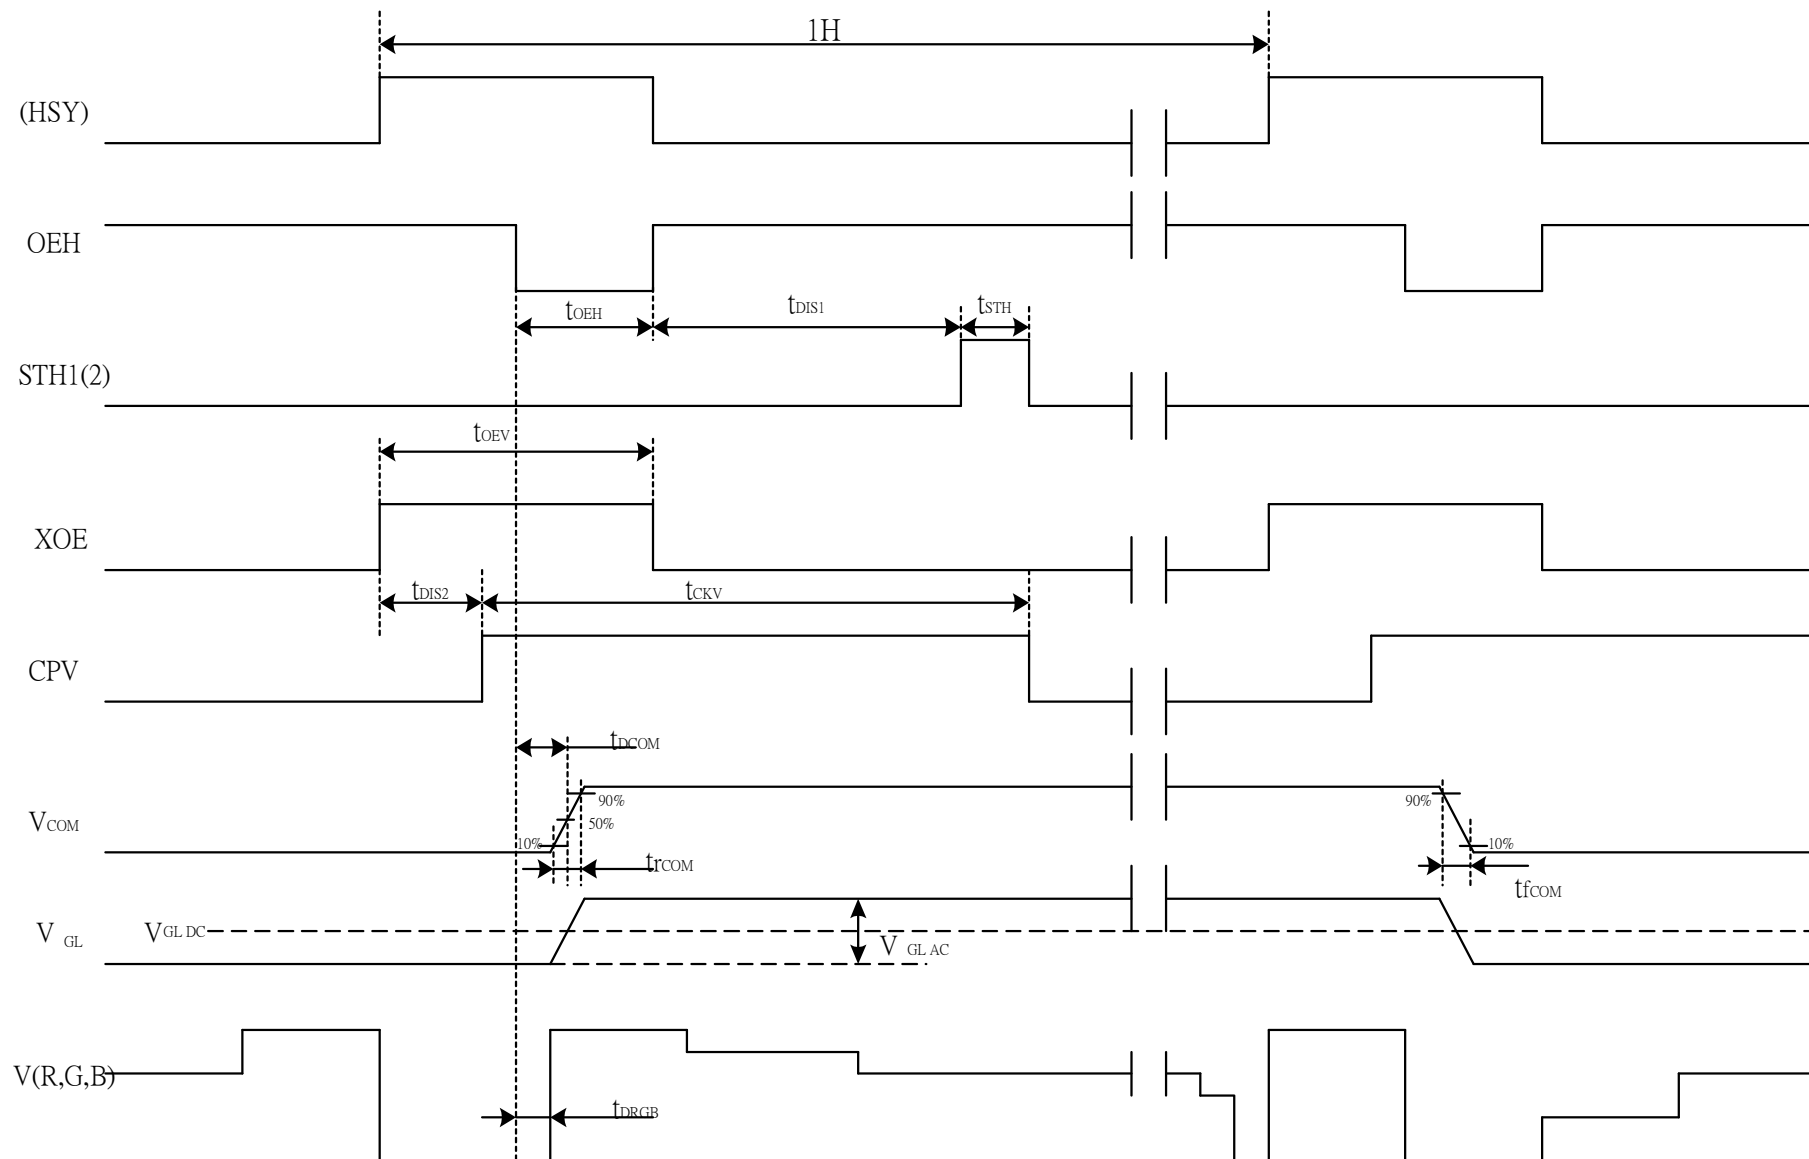 1H
(HSY)
OEH
tOEH
tDIS1
tSTH
STH1(2)
tOEV
XOE
tDIS2
tCKV
CPV
tDCOM
90%
90%
VCOM
50%
10%
10%
trCOM
tfCOM
V GL
VGL DC
V GL AC
V(R,G,B)
tDRGB